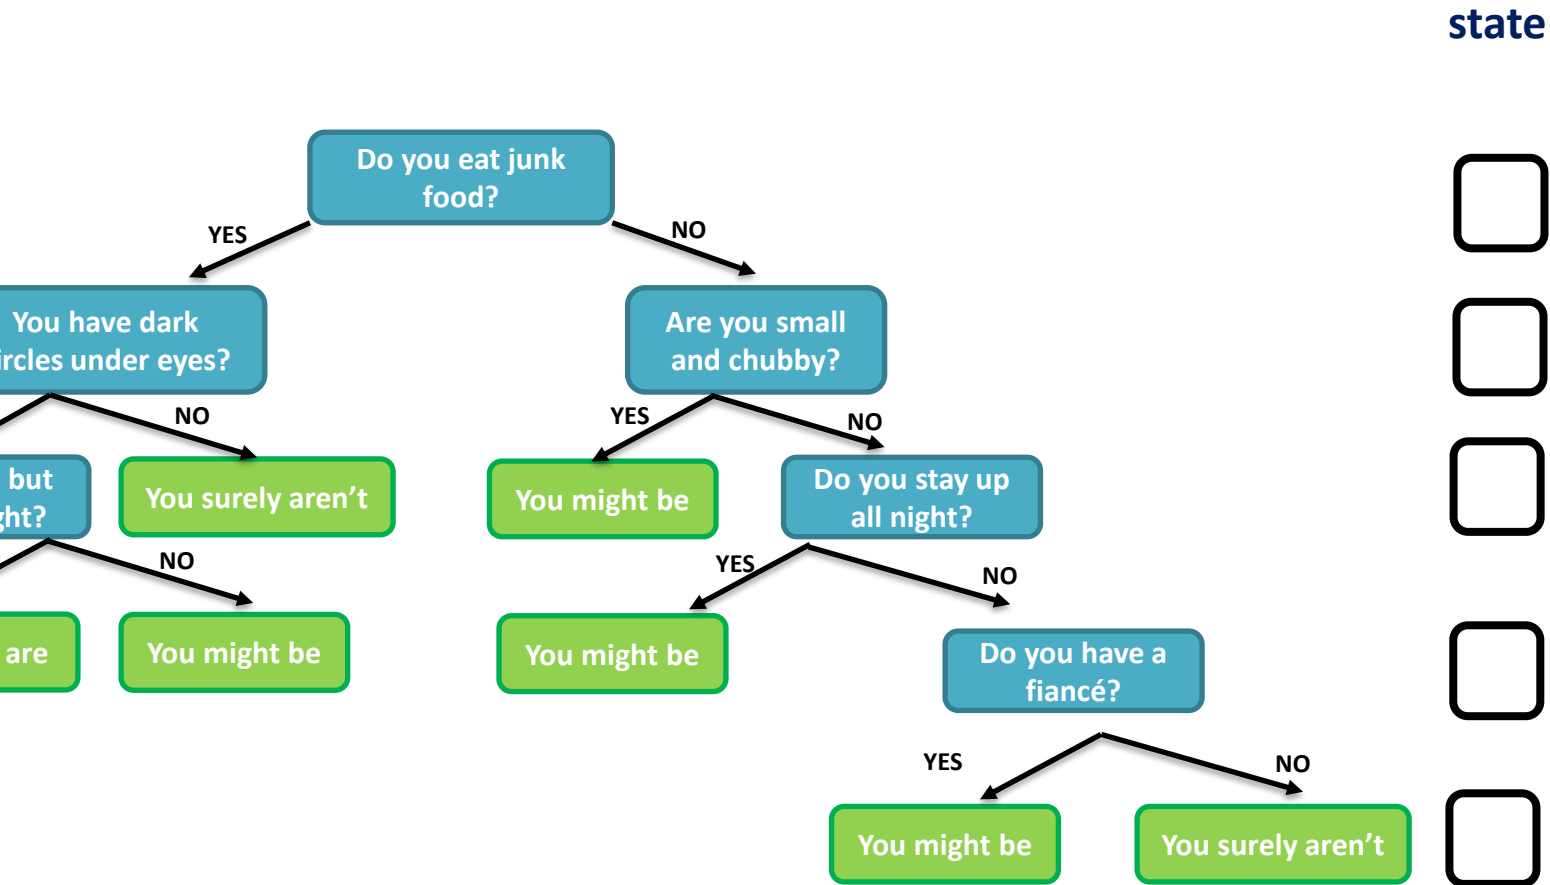 state
Do you eat junk
food?
YES
NO
You have dark
ircles under eyes?
Are you small
and chubby?
NO
YES
NO
but
ght?
You surely aren't
You might be
Do you stay up
all night?
NO
YES
NO
are
You might be
You might be
Do you have a
fiancé?
YES
NO
You might be
You surely aren't